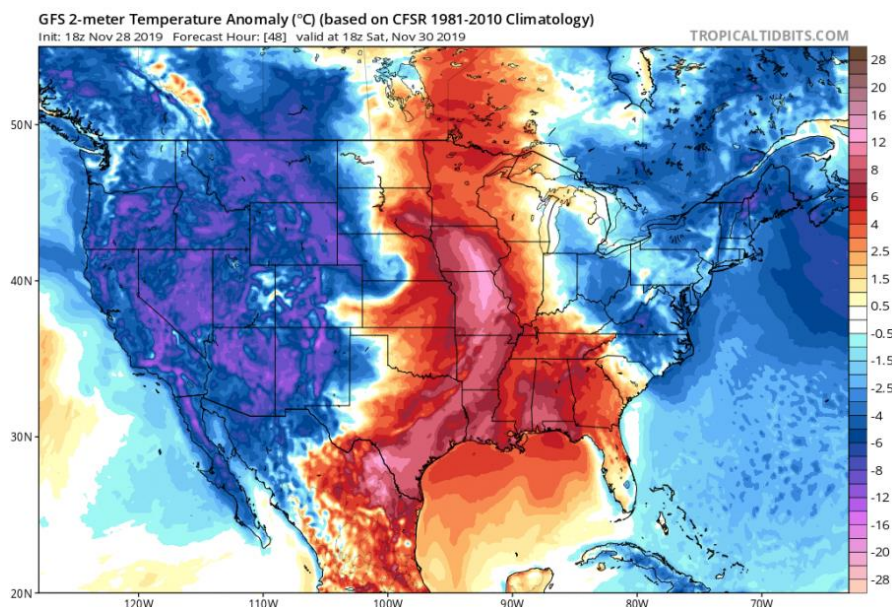 GFS 2-meter Temperature Anomaly (°C) (based on CFSR 1981-2010 Climatology)
Init: 18z Nov 28 2019   Forecast Hour: [48]   valid at 18z Sat, Nov 30 2019
TROPICALTIDBITS.COM
50N
40N
30N
20N
120W
110W
100W
90W
80W
70W
28
20
16
12
8
6
4
2.5
1.5
0.5
-0.5
-1.5
-2.5
-4
-6
-8
-12
-16
-20
-28